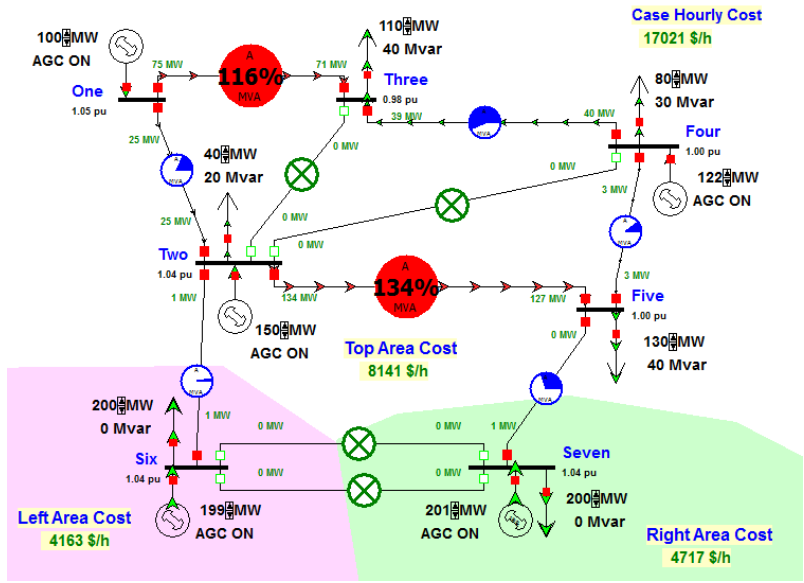 Case Hourly Cost
17021 $/h
100 MW
AGC ON
75 MW
A
116%
MVA
71 MW
110 MW
40 Mvar
Three
0.98 pu
One
1.05 pu
80 MW
30 Mvar
39 MW
A
MVA
40 MW
Four
1.00 pu
25 MW
A
MVA
40 MW
20 Mvar
0 MW
0 MW
122 MW
AGC ON
3 MW
25 MW
0 MW
0 MW
A
MVA
Two
1.04 pu
1 MW
134 MW
A
134%
MVA
127 MW
3 MW
Five
1.00 pu
0 MW
150 MW
AGC ON
Top Area Cost
8141 $/h
130 MW
40 Mvar
A
MVA
A
MVA
200 MW
0 Mvar
1 MW
0 MW
0 MW
1 MW
Six
1.04 pu
0 MW
0 MW
Seven
1.04 pu
199 MW
AGC ON
201 MW
AGC ON
200 MW
0 Mvar
Left Area Cost
4163 $/h
Right Area Cost
4717 $/h